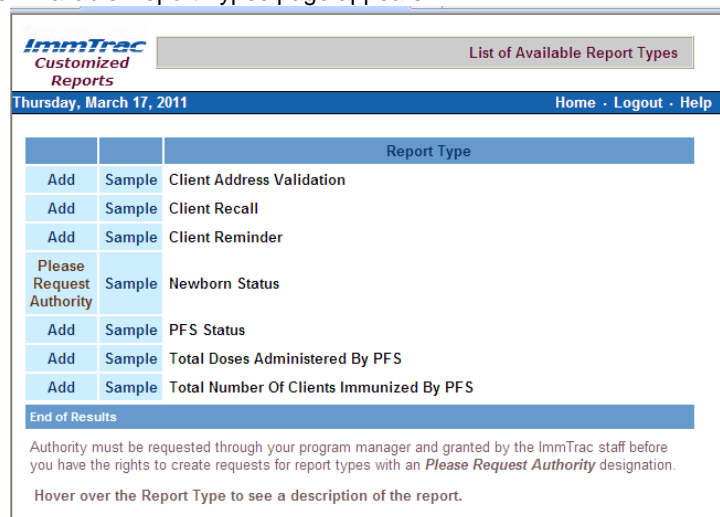 ImmTrac
Customized
Reports
List of Available Report Types
Thursday, March 17, 2011 Home · Logout · Help
Report Type
Add Sample Client Address Validation
Add Sample Client Recall
Add Sample Client Reminder
Please Request Authority Sample Newborn Status
Add Sample PFS Status
Add Sample Total Doses Administered By PFS
Add Sample Total Number Of Clients Immunized By PFS
End of Results
Authority must be requested through your program manager and granted by the ImmTrac staff before
you have the rights to create requests for report types with an Please Request Authority designation.
Hover over the Report Type to see a description of the report.